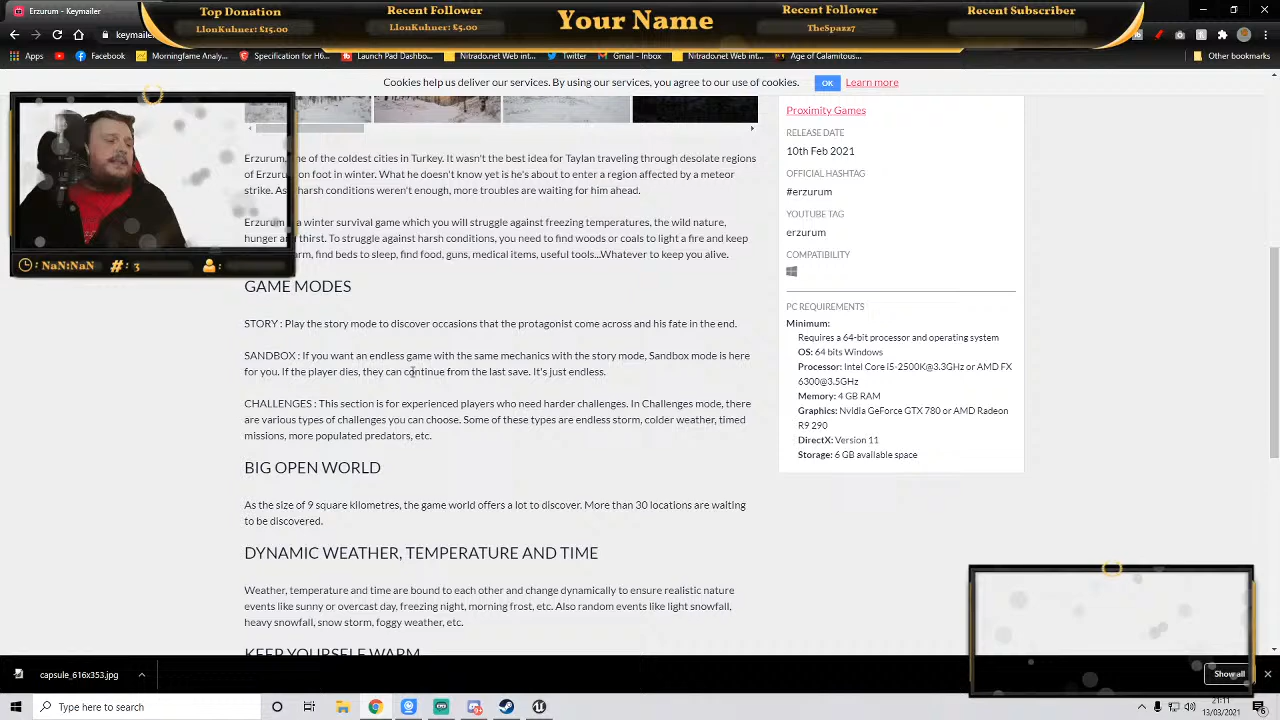 Top Donation
LIonKuhner: £15.00
Recent Follower
LIonKuhner: £5.00
Your Name
Recent Follower
TheSpazz7
Recent Subscriber
Erzurum - Keymailer
keymaile
Apps
Facebook
Morningfame Analy...
Specification for H6...
Launch Pad Dashbo...
Nitrado.net Web int...
Twitter
Gmail - Inbox
Nitrado.net Web int...
Age of Calamitous...
Other bookmarks
Cookies help us deliver our services. By using our services, you agree to our use of cookies.
OK
Learn more
Proximity Games
RELEASE DATE
10th Feb 2021
OFFICIAL HASHTAG
#erzurum
YOUTUBE TAG
erzurum
COMPATIBILITY
PC REQUIREMENTS
Minimum:
Requires a 64-bit processor and operating system
OS: 64 bits Windows
Processor: Intel Core I5-2500K@3.3GHz or AMD FX
6300@3.5GHz
Memory: 4 GB RAM
Graphics: Nvidia GeForce GTX 780 or AMD Radeon
R9 290
DirectX: Version 11
Storage: 6 GB available space
Erzurum, one of the coldest cities in Turkey. It wasn't the best idea for Taylan traveling through desolate regions
of Erzurum on foot in winter. What he doesn't know yet is he's about to enter a region affected by a meteor
strike. As harsh conditions weren't enough, more troubles are waiting for him ahead.
Erzurum a winter survival game which you will struggle against freezing temperatures, the wild nature,
hunger and thirst. To struggle against harsh conditions, you need to find woods or coals to light a fire and keep
arm, find beds to sleep, find food, guns, medical items, useful tools...Whatever to keep you alive.
GAME MODES
STORY : Play the story mode to discover occasions that the protagonist come across and his fate in the end.
SANDBOX : If you want an endless game with the same mechanics with the story mode, Sandbox mode is here
for you. If the player dies, they can continue from the last save. It's just endless.
CHALLENGES : This section is for experienced players who need harder challenges. In Challenges mode, there
are various types of challenges you can choose. Some of these types are endless storm, colder weather, timed
missions, more populated predators, etc.
BIG OPEN WORLD
As the size of 9 square kilometres, the game world offers a lot to discover. More than 30 locations are waiting
to be discovered.
DYNAMIC WEATHER, TEMPERATURE AND TIME
Weather, temperature and time are bound to each other and change dynamically to ensure realistic nature
events like sunny or overcast day, freezing night, morning frost, etc. Also random events like light snowfall,
heavy snowfall, snow storm, foggy weather, etc.
KEEP YOURSELF WARM
: NaN:NaN #: 3 :
capsule_616x353.jpg
Show all
Type here to search
21:11
13/03/2021